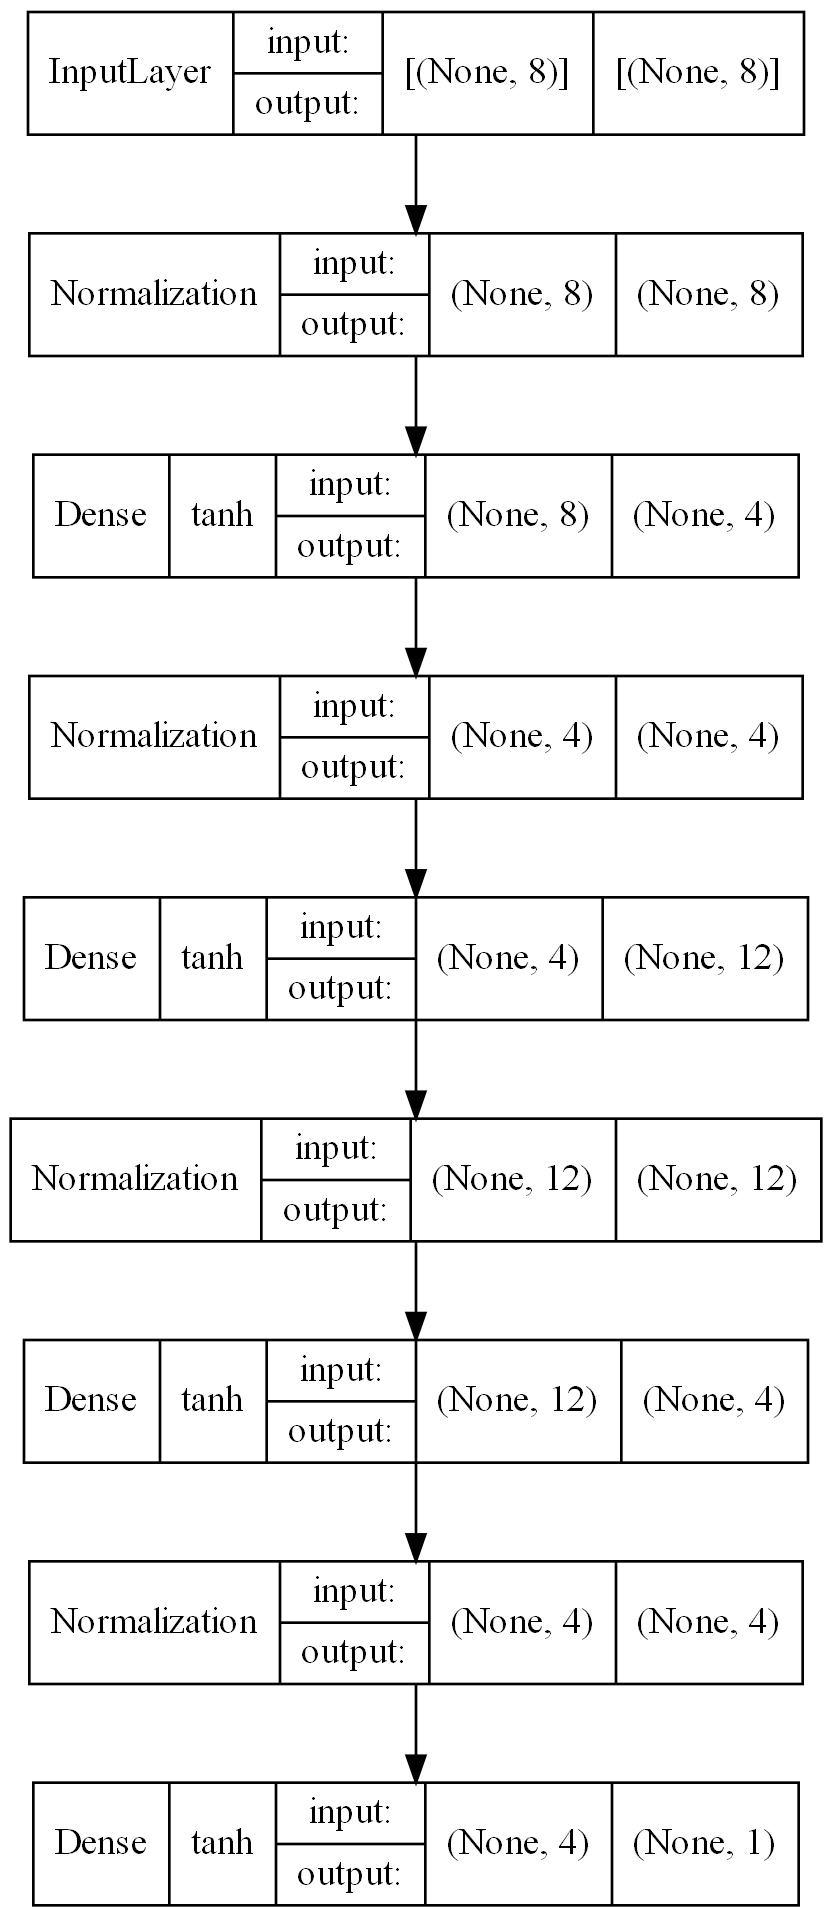 InputLayer
input:
output:
[(None, 8)]
[(None, 8)]
Normalization
input:
output:
(None, 8)
(None, 8)
Dense
tanh
input:
output:
(None, 8)
(None, 4)
Normalization
input:
output:
(None, 4)
(None, 4)
Dense
tanh
input:
output:
(None, 4)
(None, 12)
Normalization
input:
output:
(None, 12)
(None, 12)
Dense
tanh
input:
output:
(None, 12)
(None, 4)
Normalization
input:
output:
(None, 4)
(None, 4)
Dense
tanh
input:
output:
(None, 4)
(None, 1)